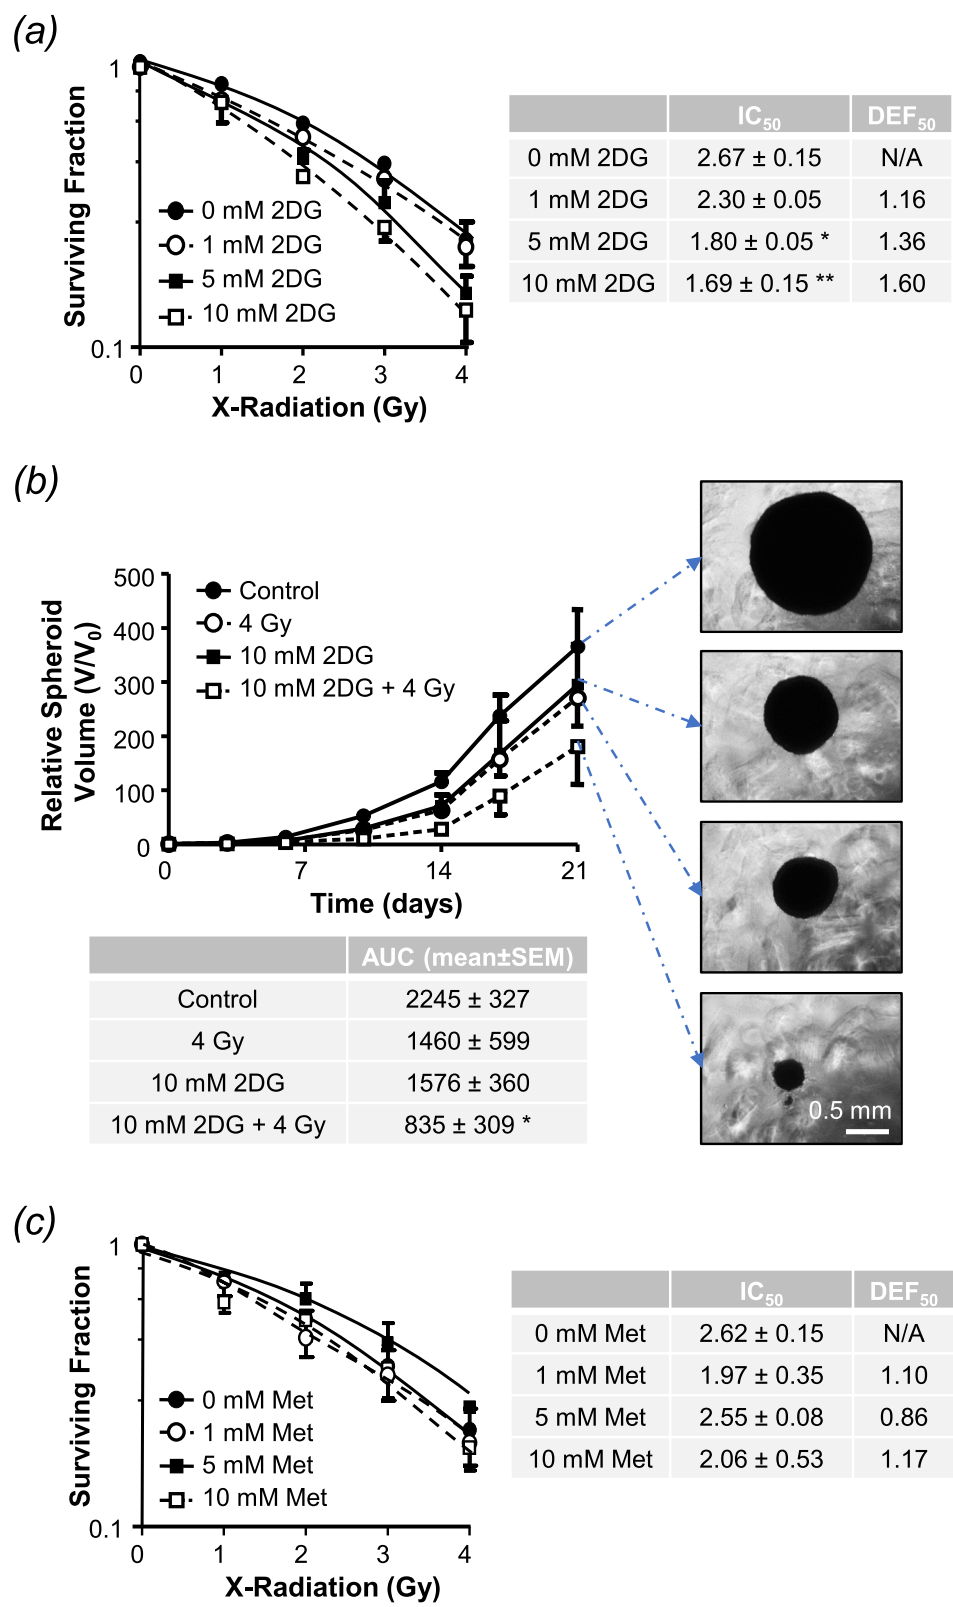 (a)
Surviving Fraction
1
0.1
0 mM 2DG
1 mM 2DG
5 mM 2DG
10 mM 2DG
0 1 2 3 4
X-Radiation (Gy)
IC50 DEF50
0 mM 2DG 2.67 ± 0.15 N/A
1 mM 2DG 2.30 ± 0.05 1.16
5 mM 2DG 1.80 ± 0.05 * 1.36
10 mM 2DG 1.69 ± 0.15 ** 1.60
(b)
Relative Spheroid
Volume (V/V0)
500
400
300
200
100
0
Control
4 Gy
10 mM 2DG
10 mM 2DG + 4 Gy
0 7 14 21
Time (days)
AUC (mean±SEM)
Control 2245 ± 327
4 Gy 1460 ± 599
10 mM 2DG 1576 ± 360
10 mM 2DG + 4 Gy 835 ± 309 *
0.5 mm
(c)
Surviving Fraction
1
0.1
0 mM Met
1 mM Met
5 mM Met
10 mM Met
0 1 2 3 4
X-Radiation (Gy)
IC50 DEF50
0 mM Met 2.62 ± 0.15 N/A
1 mM Met 1.97 ± 0.35 1.10
5 mM Met 2.55 ± 0.08 0.86
10 mM Met 2.06 ± 0.53 1.17